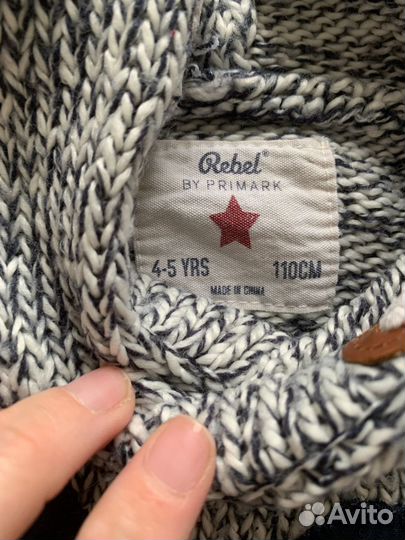 Rebel®
BY PRIMARK
4-5 YRS 110CM
MADE IN CHINA
Avito